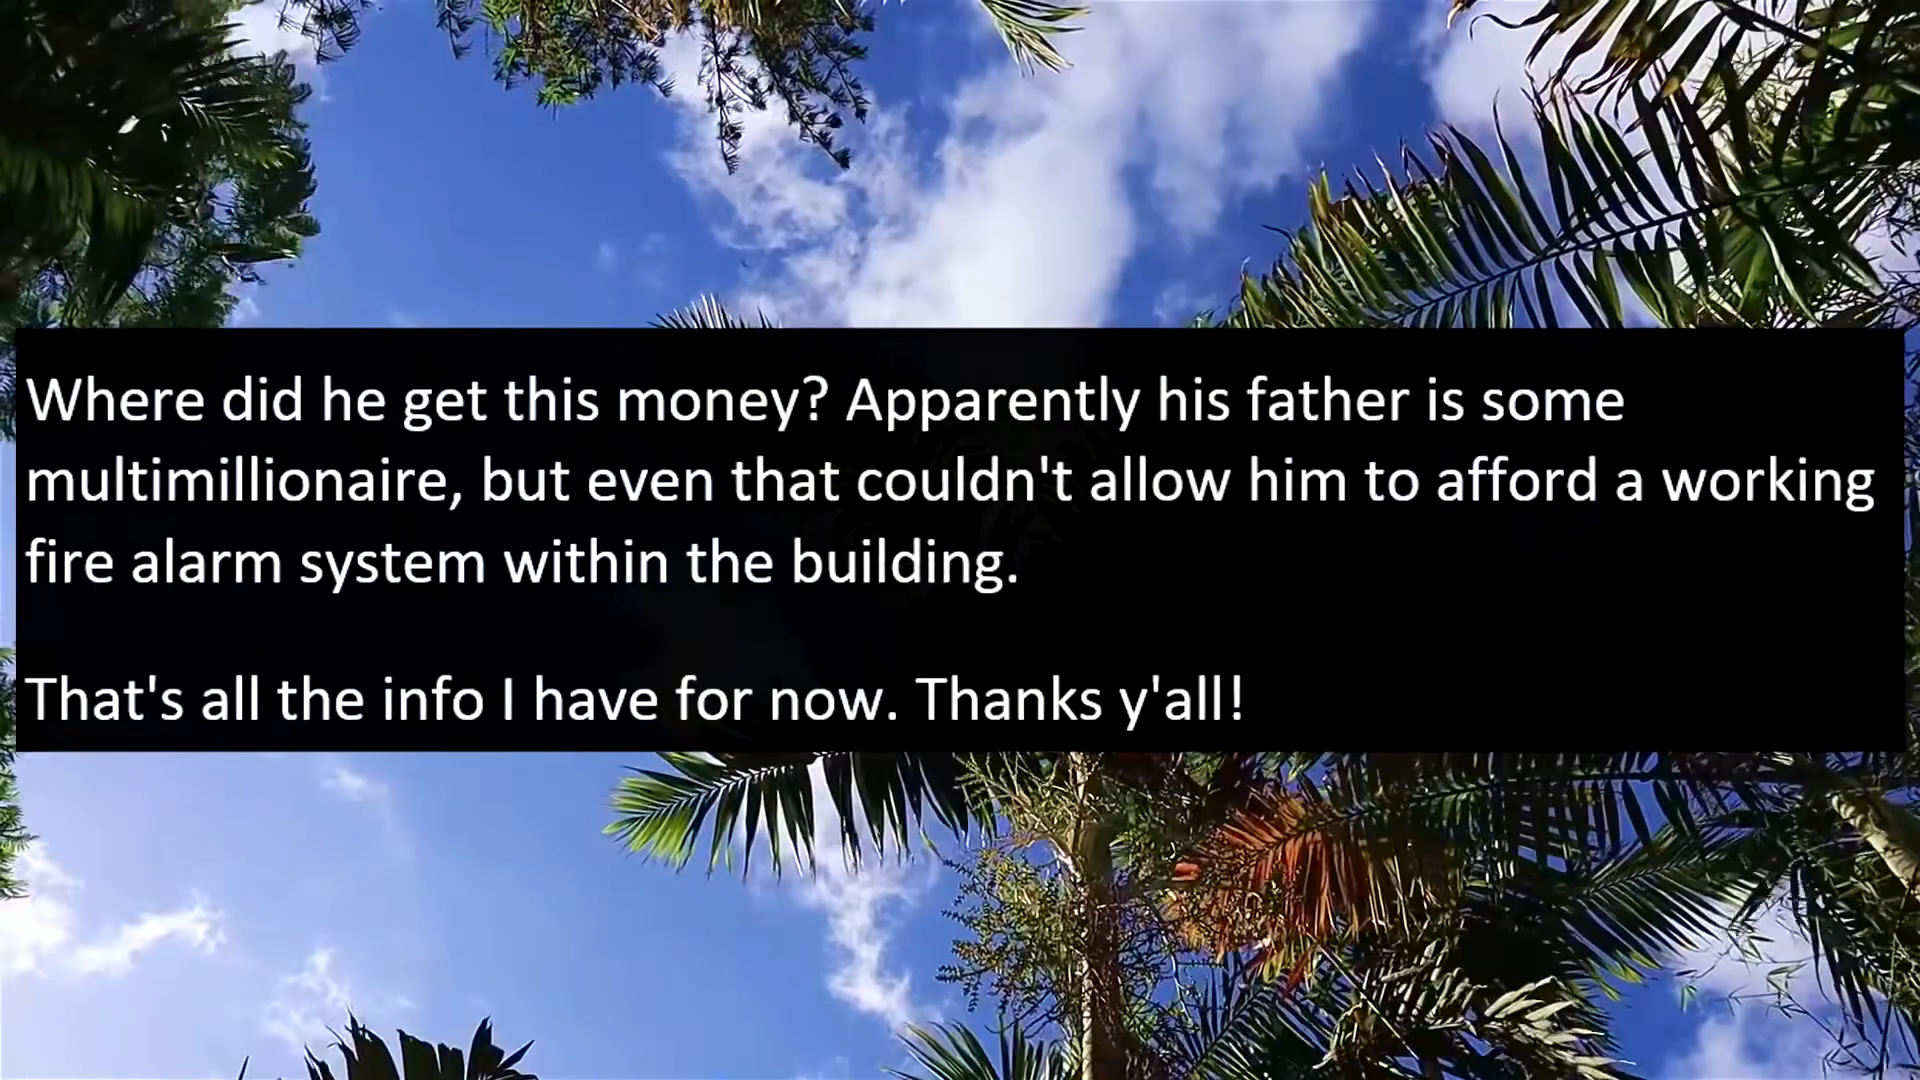 Where did he get this money? Apparently his father is some
multimillionaire, but even that couldn't allow him to afford a working
fire alarm system within the building.
That's all the info I have for now. Thanks y'all!